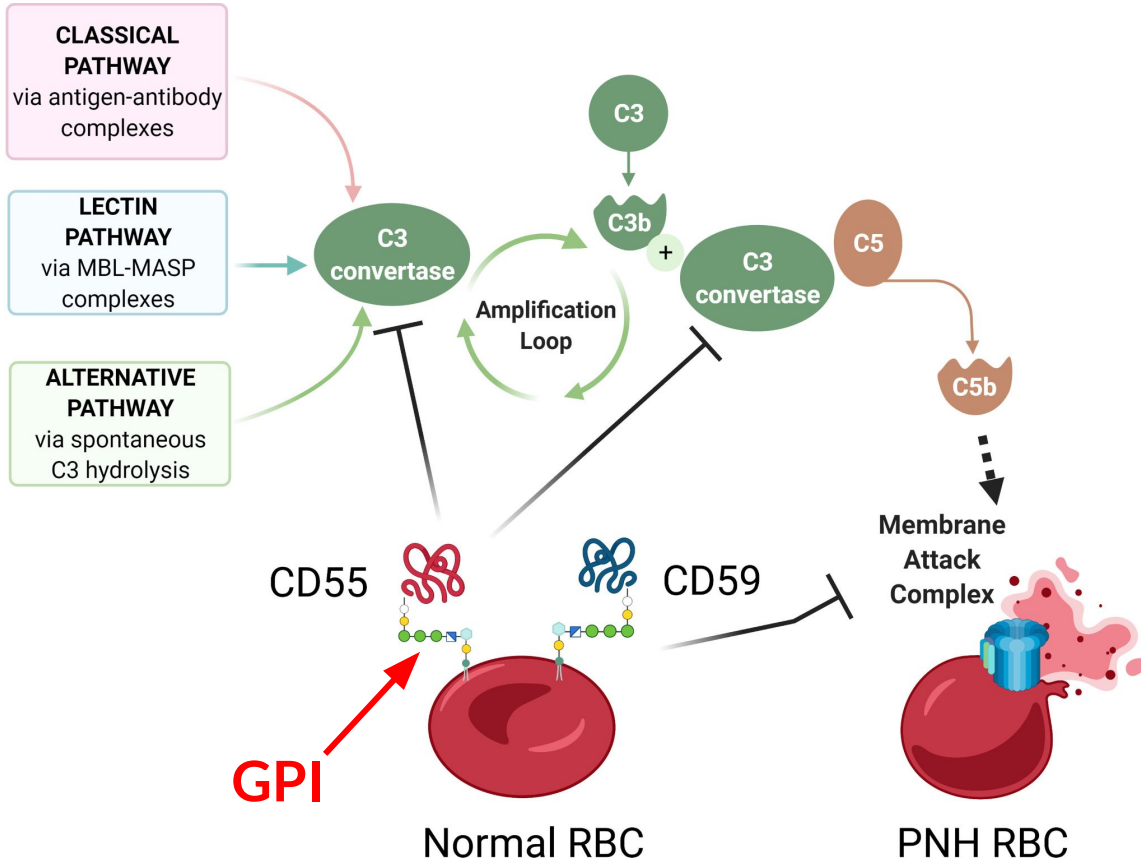 CLASSICAL
PATHWAY
via antigen-antibody
complexes
LECTIN
PATHWAY
via MBL-MASP
complexes
ALTERNATIVE
PATHWAY
via spontaneous
C3 hydrolysis
C3
convertase
Amplification
Loop
C3
C3b
+
C3
convertase
C5
C5b
Membrane
Attack
Complex
CD55
CD59
GPI
Normal RBC
PNH RBC